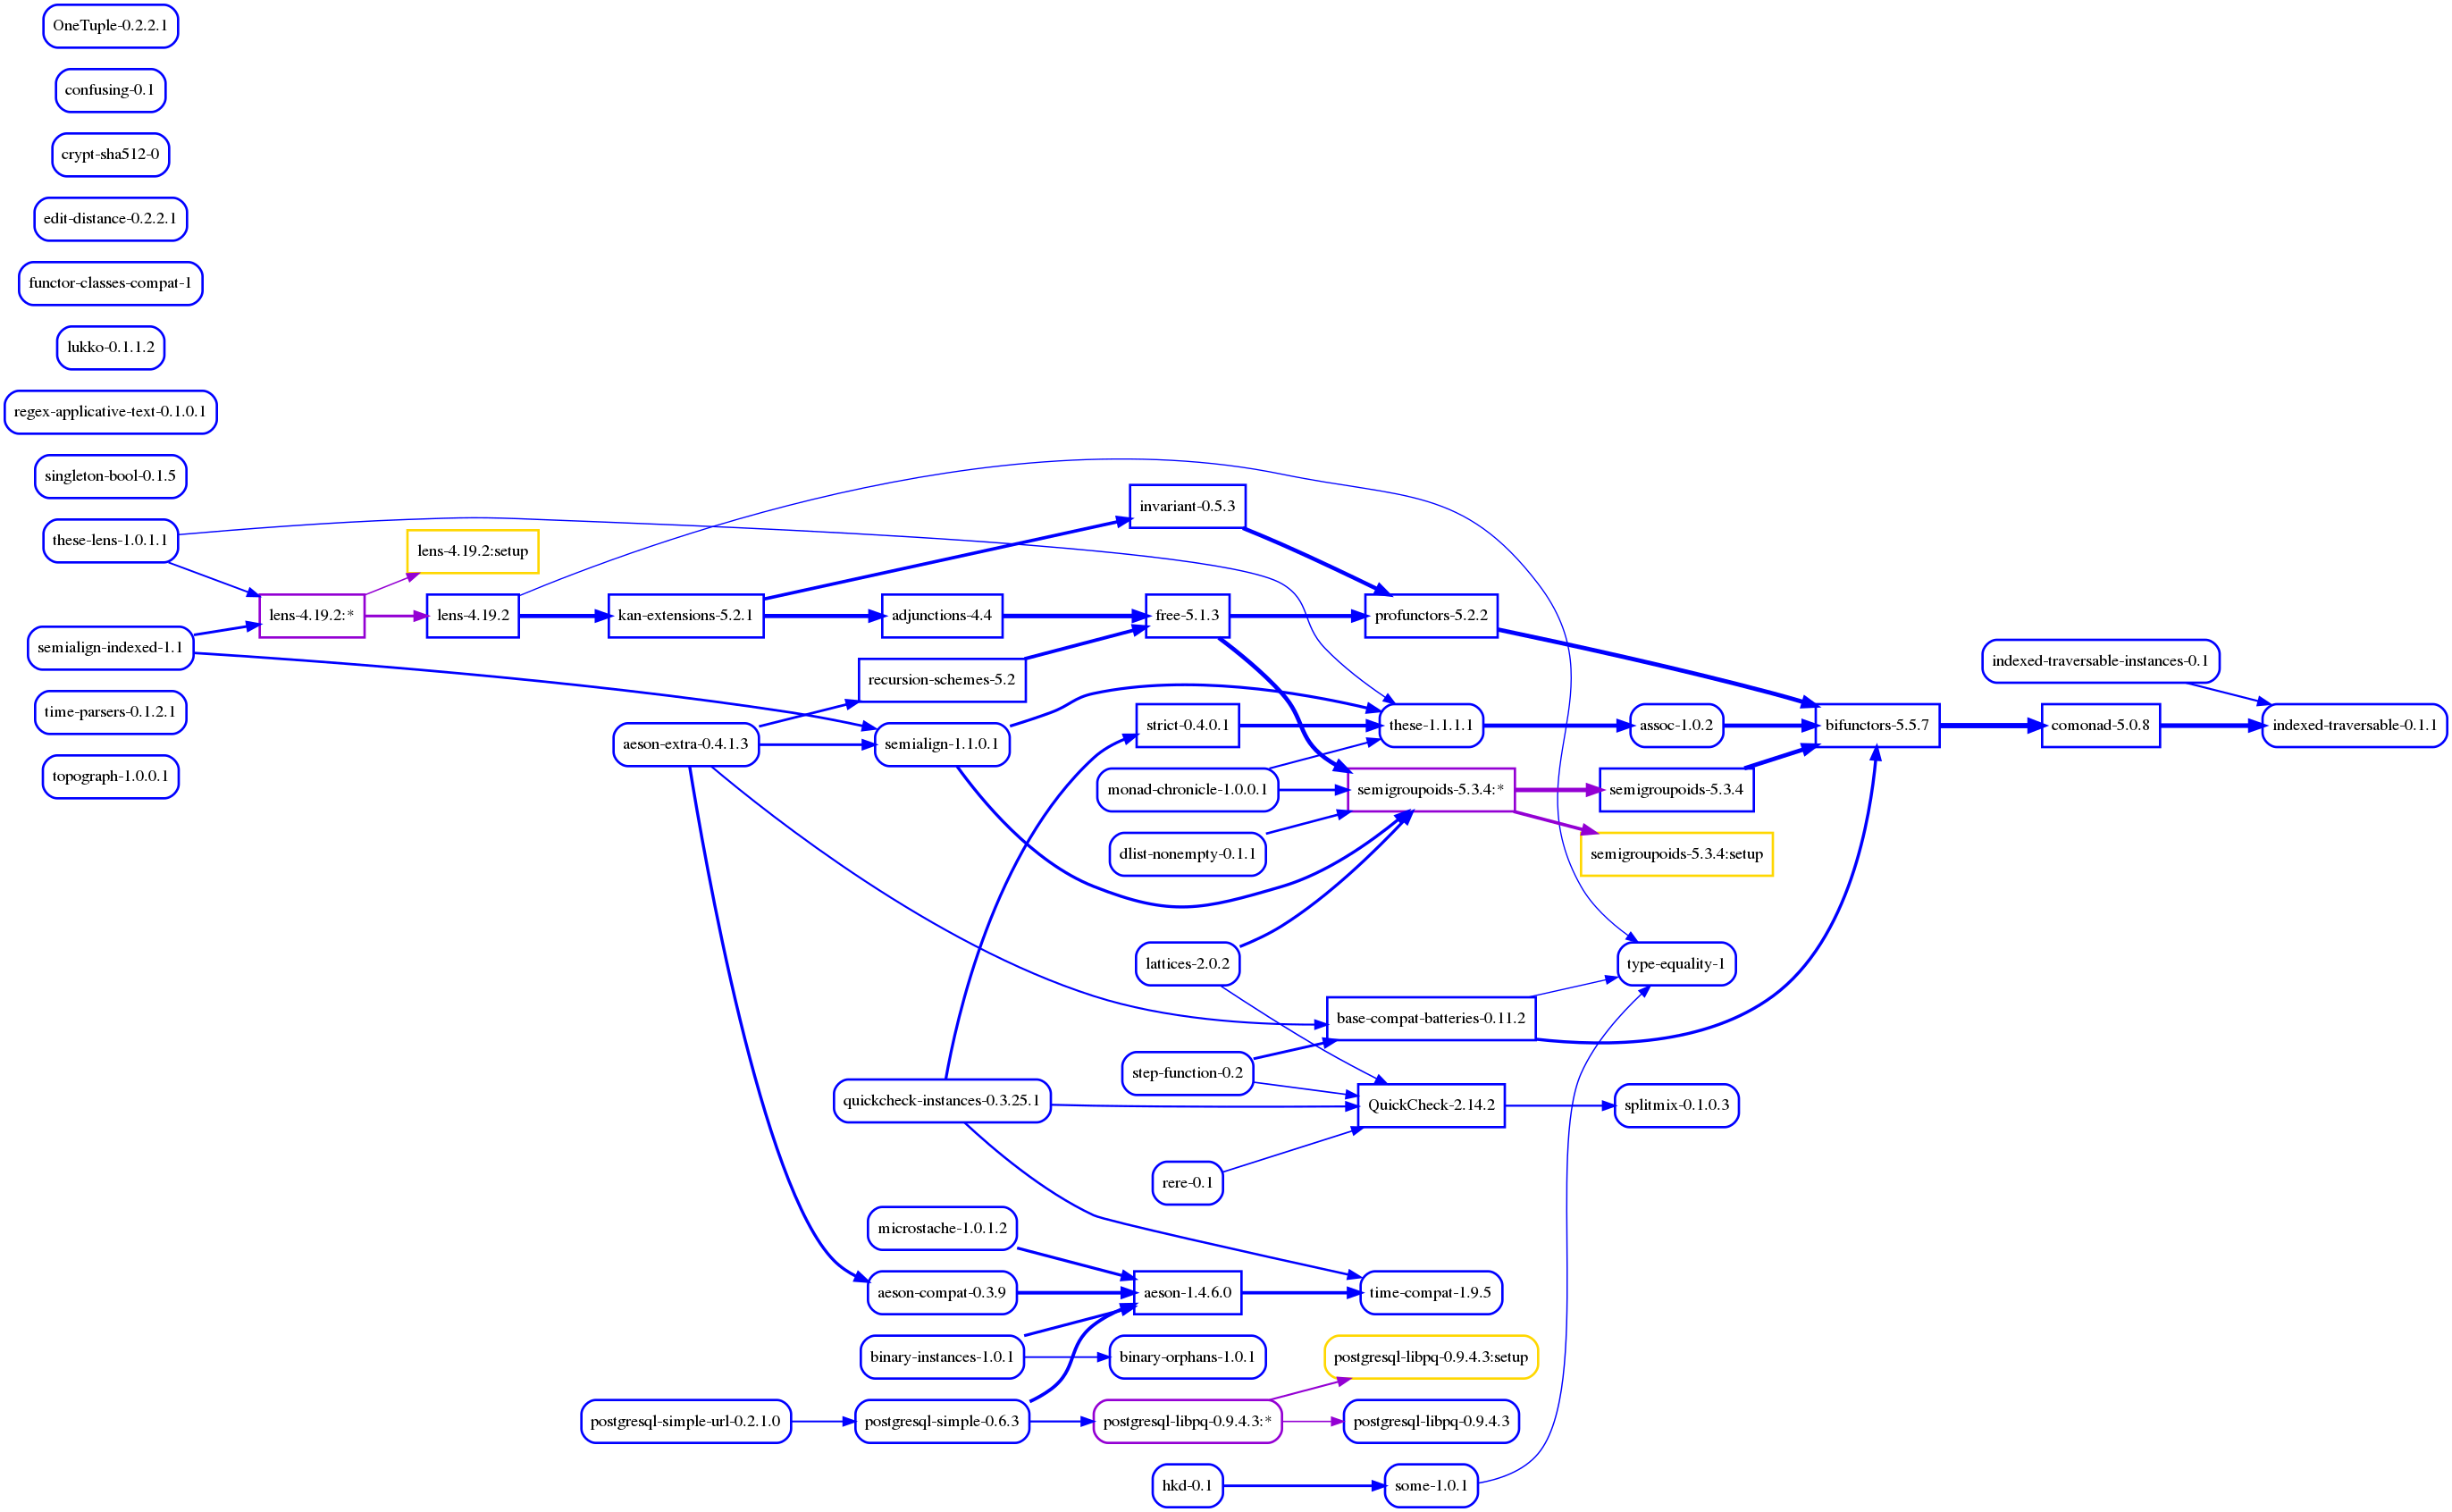 OneTuple-0.2.2.1
confusing-0.1
crypt-sha512-0
edit-distance-0.2.2.1
functor-classes-compat-1
lukko-0.1.1.2
regex-applicative-text-0.1.0.1
singleton-bool-0.1.5
these-lens-1.0.1.1
semialign-indexed-1.1
time-parsers-0.1.2.1
topograph-1.0.0.1
lens-4.19.2:setup
lens-4.19.2:*
lens-4.19.2
kan-extensions-5.2.1
adjunctions-4.4
invariant-0.5.3
free-5.1.3
profunctors-5.2.2
recursion-schemes-5.2
aeson-extra-0.4.1.3
semialign-1.1.0.1
strict-0.4.0.1
these-1.1.1.1
assoc-1.0.2
bifunctors-5.5.7
comonad-5.0.8
indexed-traversable-instances-0.1
indexed-traversable-0.1.1
monad-chronicle-1.0.0.1
semigroupoids-5.3.4:*
semigroupoids-5.3.4
dlist-nonempty-0.1.1
semigroupoids-5.3.4:setup
lattices-2.0.2
type-equality-1
base-compat-batteries-0.11.2
step-function-0.2
quickcheck-instances-0.3.25.1
QuickCheck-2.14.2
splitmix-0.1.0.3
rere-0.1
microstache-1.0.1.2
aeson-compat-0.3.9
aeson-1.4.6.0
time-compat-1.9.5
binary-instances-1.0.1
binary-orphans-1.0.1
postgresql-libpq-0.9.4.3:setup
postgresql-simple-url-0.2.1.0
postgresql-simple-0.6.3
postgresql-libpq-0.9.4.3:*
postgresql-libpq-0.9.4.3
hkd-0.1
some-1.0.1